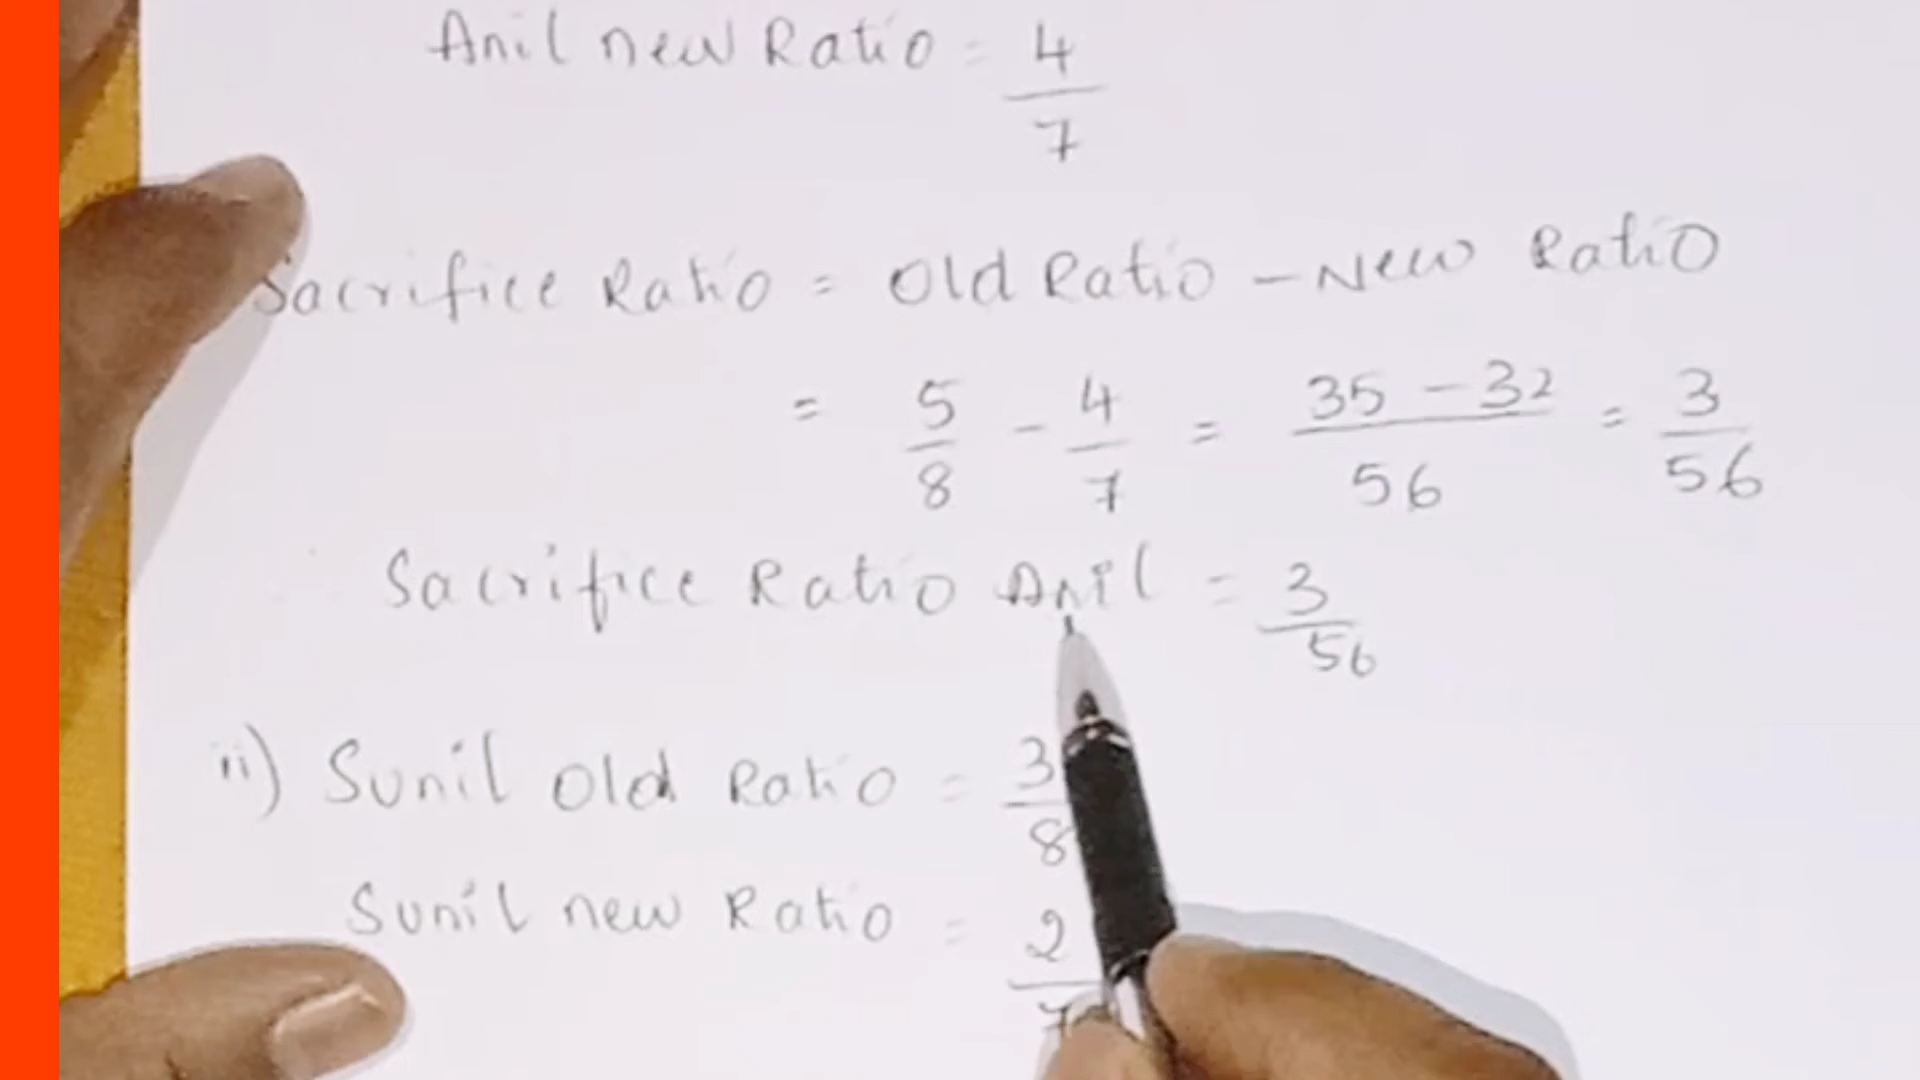 Anil new Ratio = 4/7
Sacrifice Ratio = Old Ratio - New Ratio
= 5/8 - 4/7 = 35 - 32/56 = 3/56
Sacrifice Ratio Anil = 3/56
ii) Sunil Old Ratio = 3/8
Sunil new Ratio = 2/7